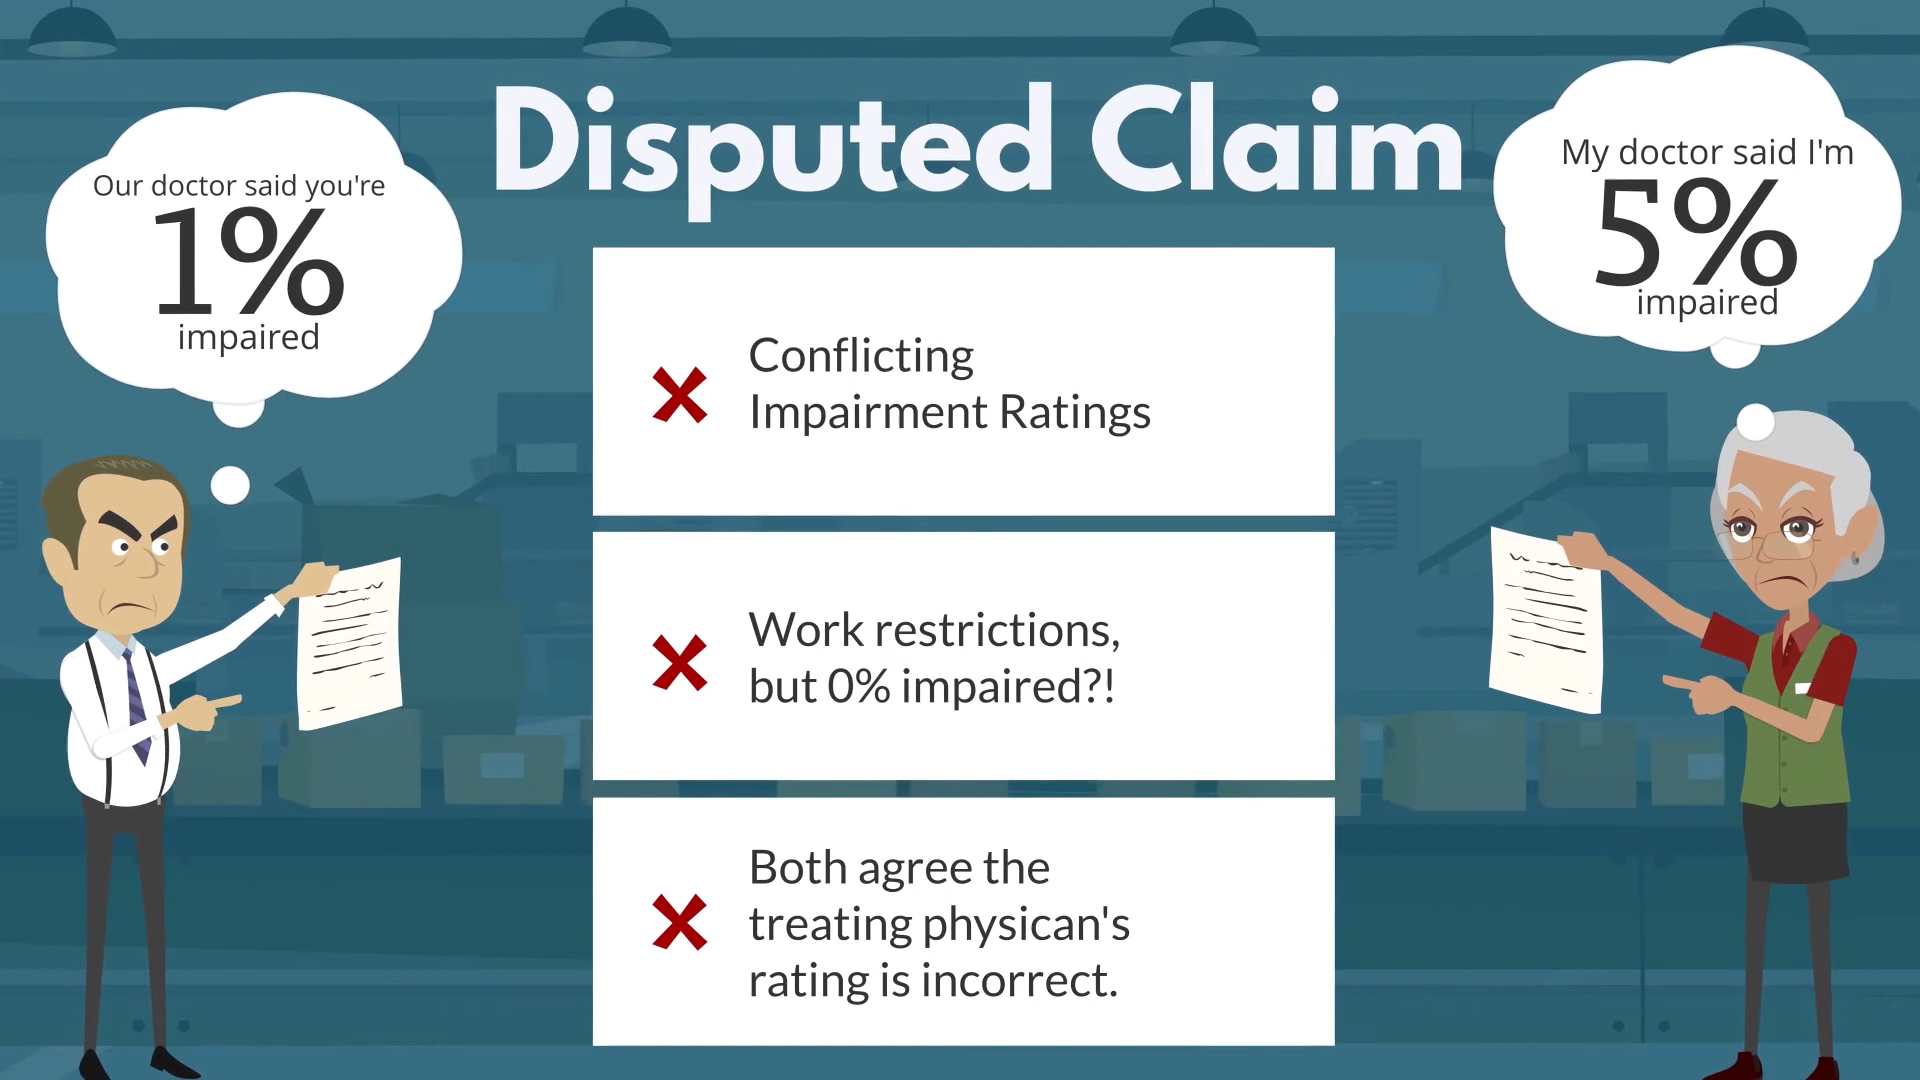 Disputed Claim
Our doctor said you're
1%
impaired
My doctor said I'm
5%
impaired
Conflicting
Impairment Ratings
Work restrictions,
but 0% impaired?!
Both agree the
treating physican's
rating is incorrect.